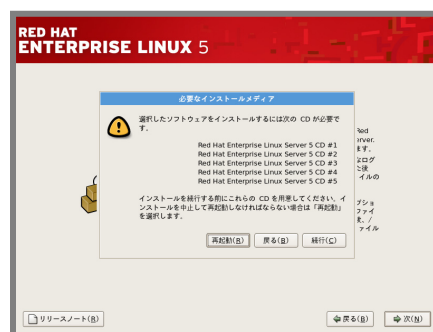 RED HAT
ENTERPRISE LINUX 5
必要なインストールメディア
選択したソフトウェアをインストールするには次の CD が必要で
す。
Red Hat Enterprise Linux Server 5 CD #1
Red Hat Enterprise Linux Server 5 CD #2
Red Hat Enterprise Linux Server 5 CD #3
Red Hat Enterprise Linux Server 5 CD #4
Red Hat Enterprise Linux Server 5 CD #5
インストールを続行する前にこれらの CD を用意してください。イ
ンストールを中止して再起動しなければならない場合は「再起動」
を選択します。
再起動(R)
戻る(B)
続行(C)
Red
erver.
ます。
なログ
イルの
プショ
ファイ
ァイル
リリースノート(R)
戻る(B)
次(N)